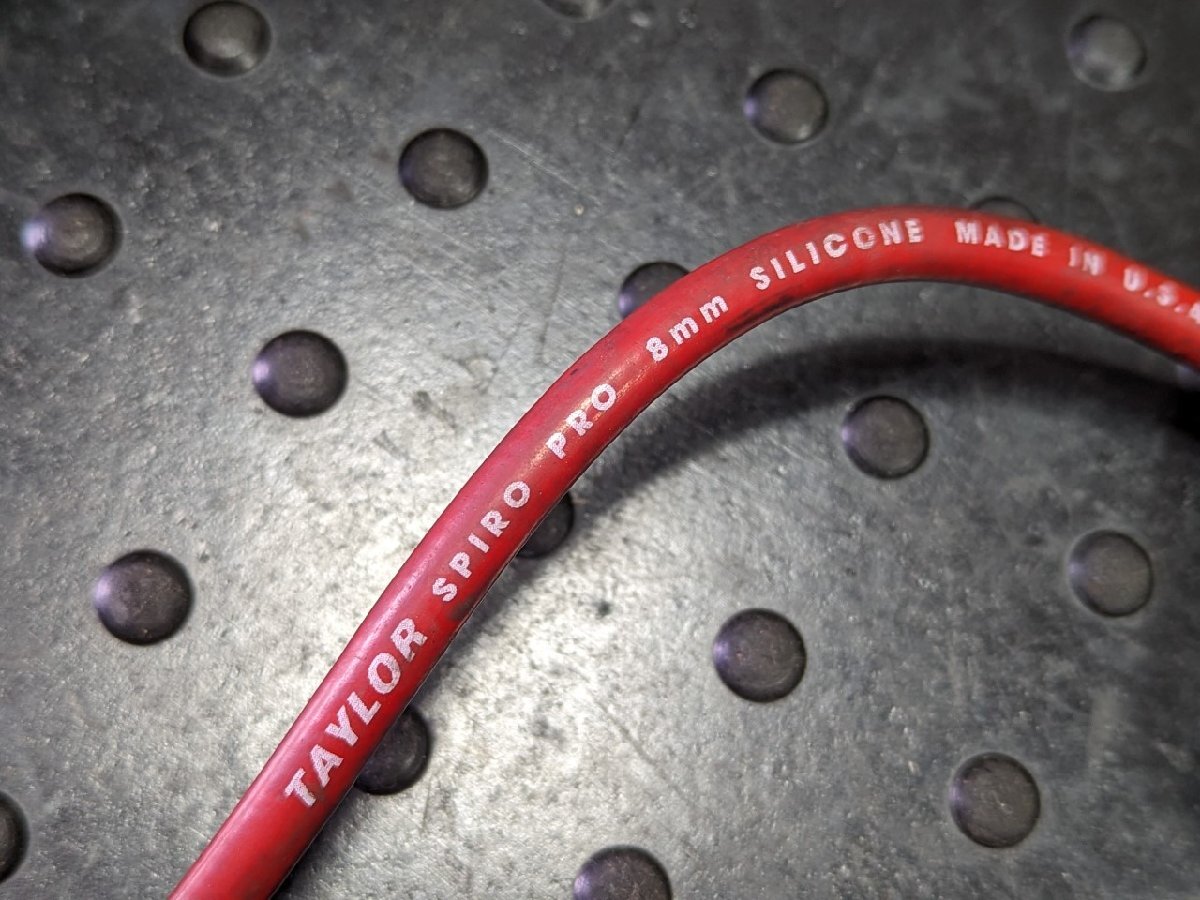 TAYLOR SPIRO PRO 8mm SILICONE MADE IN U.S.A